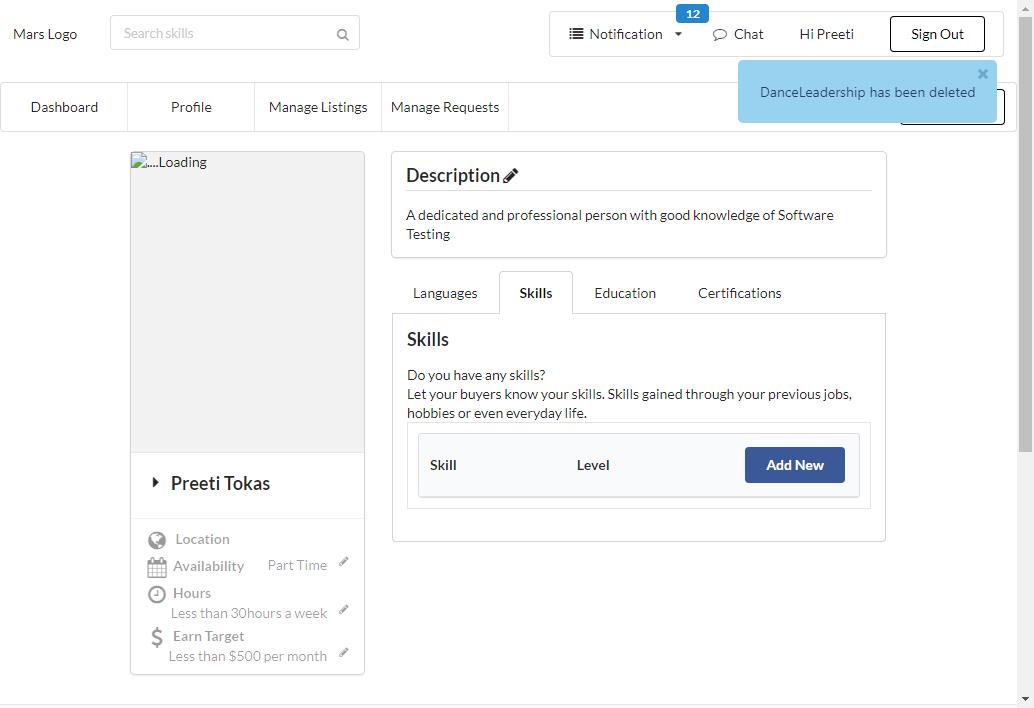 12
Mars Logo
Search skills
Notification
Chat
Hi Preeti
Sign Out
DanceLeadership has been deleted
Dashboard
Profile
Manage Listings
Manage Requests
....Loading
Description
A dedicated and professional person with good knowledge of Software
Testing
Languages
Skills
Education
Certifications
Skills
Do you have any skills?
Let your buyers know your skills. Skills gained through your previous jobs,
hobbies or even everyday life.
Skill
Level
Add New
Preeti Tokas
Location
Availability
Part Time
Hours
Less than 30hours a week
Earn Target
Less than $500 per month